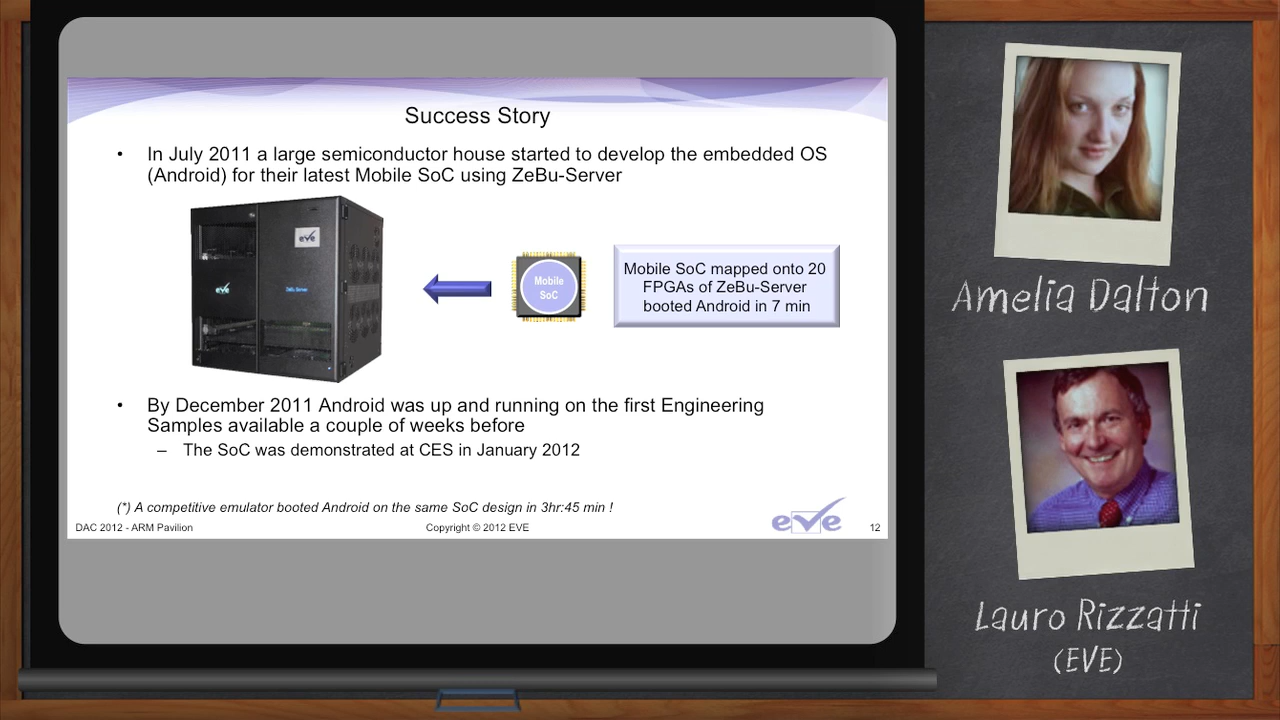 Success Story
• In July 2011 a large semiconductor house started to develop the embedded OS
(Android) for their latest Mobile SoC using ZeBu-Server
eve
eve
ZeBu-Server
Mobile
SoC
Mobile SoC mapped onto 20
FPGAs of ZeBu-Server
booted Android in 7 min
• By December 2011 Android was up and running on the first Engineering
Samples available a couple of weeks before
– The SoC was demonstrated at CES in January 2012
(*) A competitive emulator booted Android on the same SoC design in 3hr:45 min !
DAC 2012 - ARM Pavilion
Copyright © 2012 EVE
eve
12
Amelia Dalton
Lauro Rizzatti
(EVE)